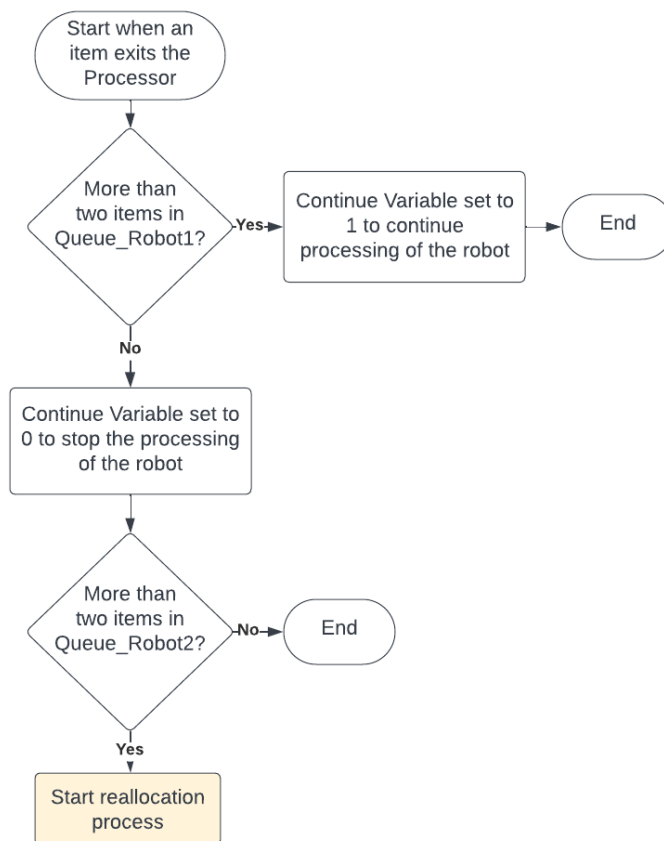 Start when an
item exits the
Processor
More than
two items in
Queue_Robot1?
Yes
Continue Variable set to
1 to continue
processing of the robot
End
No
Continue Variable set to
0 to stop the processing
of the robot
More than
two items in
Queue_Robot2?
No
End
Yes
Start reallocation
process